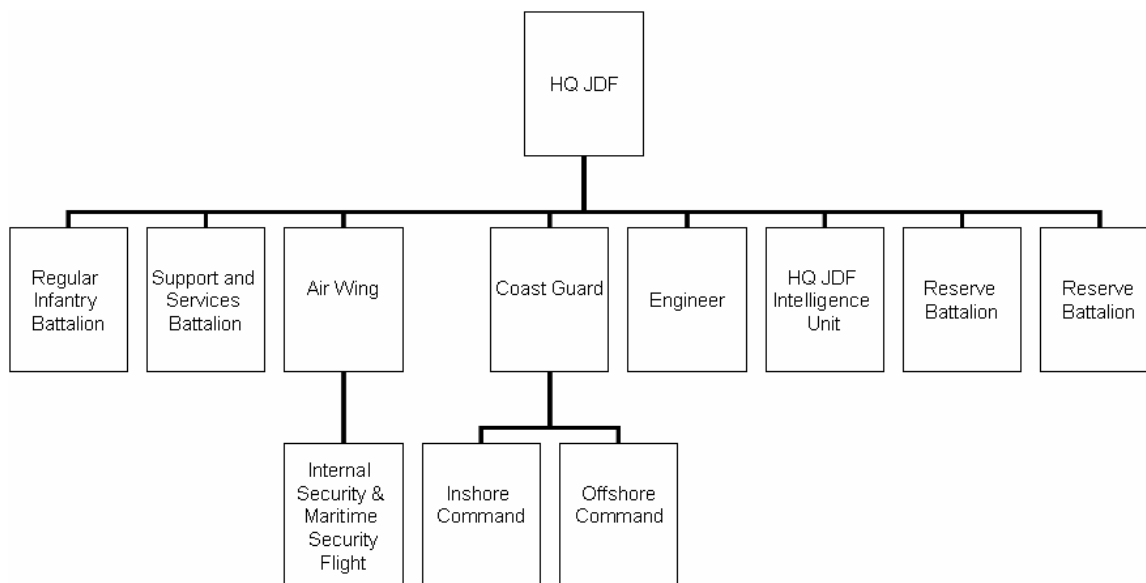 HQ JDF
Regular
Infantry
Battalion
Support and
Services
Battalion
Air Wing
Coast Guard
Engineer
HQ JDF
Intelligence
Unit
Reserve
Battalion
Reserve
Battalion
Internal
Security &
Maritime
Security
Flight
Inshore
Command
Offshore
Command